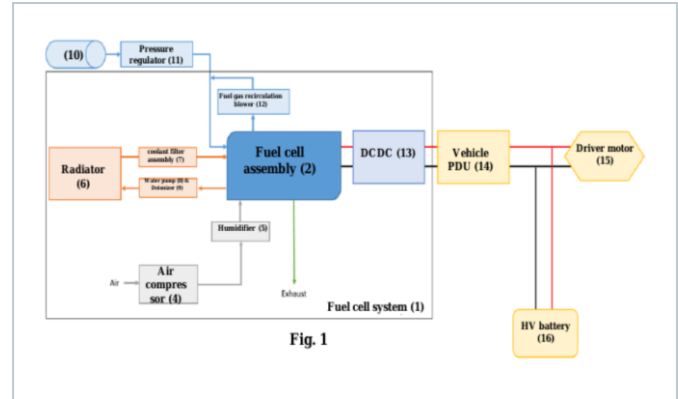 (10)
Pressure
regulator (11)
Fuel gas recirculation
blower (12)
coolant filter
assembly (7)
Radiator
(6)
Water pump (8) &
Deionizer (9)
Fuel cell
assembly (2)
DCDC (13)
Vehicle
PDU (14)
Driver motor
(15)
Humidifier (5)
Air
Air
compres
sor (4)
Exhaust
Fuel cell system (1)
HV battery
(16)
Fig. 1